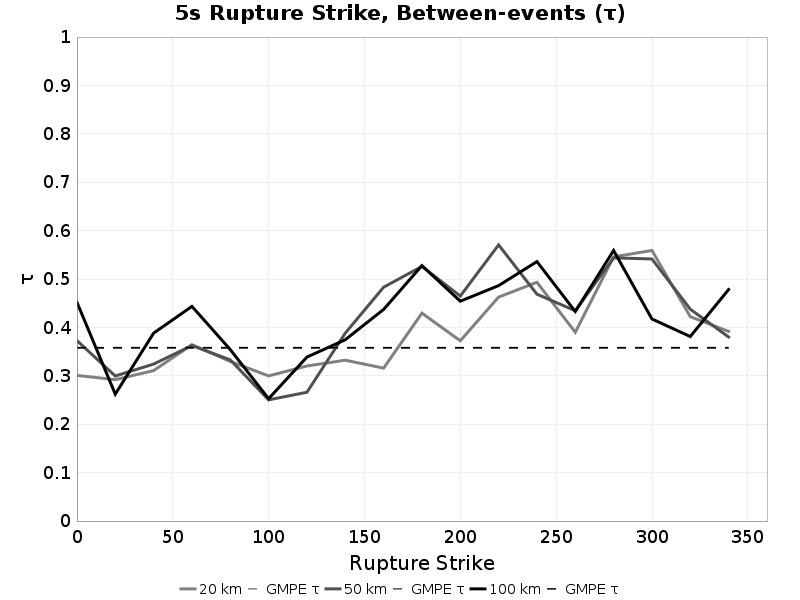 5s Rupture Strike, Between-events (τ)
1
0.9
0.8
0.7
0.6
0.5
0.4
0.3
0.2
0.1
0
τ
0 50 100 150 200 250 300 350
Rupture Strike
20 km GMPE τ 50 km GMPE τ 100 km GMPE τ